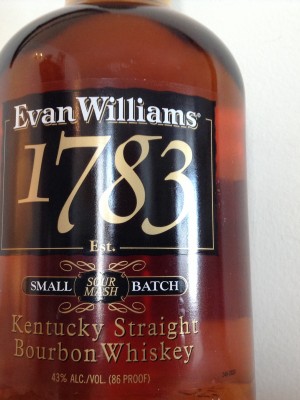 Evan Williams®
1783
Est.
SMALL SOUR MASH BATCH
Kentucky Straight
Bourbon Whiskey
43% ALC./VOL. (86 PROOF)